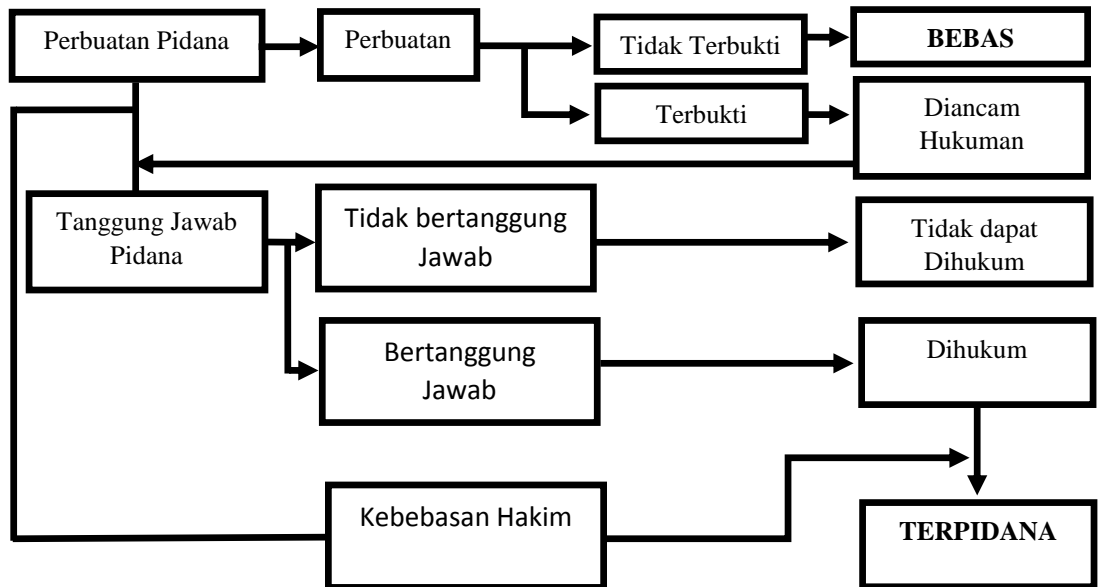 Perbuatan Pidana
Perbuatan
Tidak Terbukti
BEBAS
Terbukti
Diancam
Hukuman
Tanggung Jawab
Pidana
Tidak bertanggung
Jawab
Tidak dapat
Dihukum
Bertanggung
Jawab
Dihukum
Kebebasan Hakim
TERPIDANA